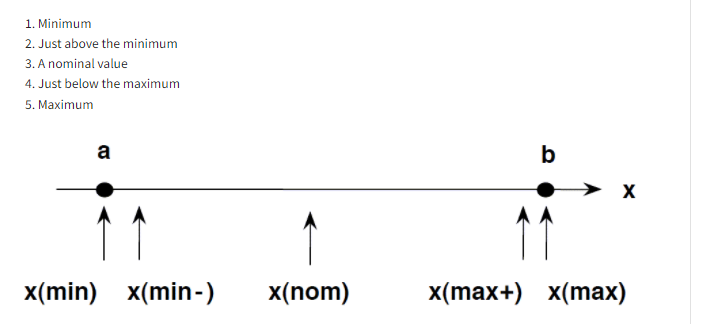 1. Minimum
2. Just above the minimum
3. A nominal value
4. Just below the maximum
5. Maximum
a b
x
x(min) x(min-) x(nom) x(max+) x(max)